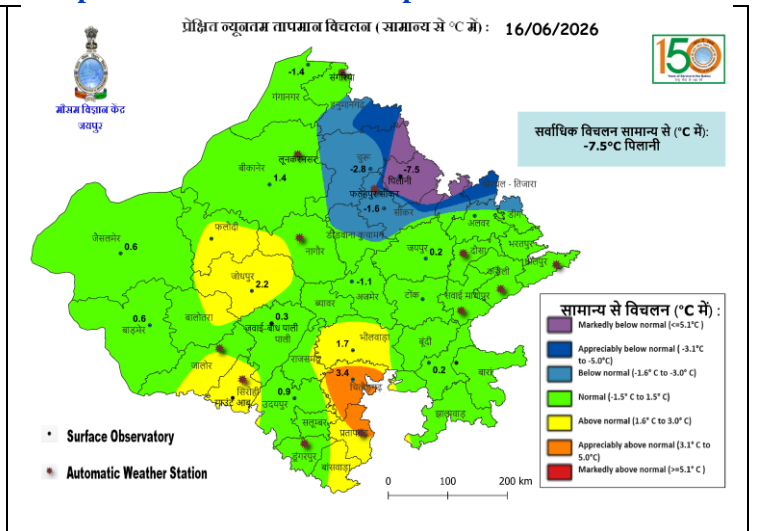 प्रेक्षित न्यूनतम तापमान विचलन ( सामान्य से °C में) : 16/06/2026
मौसम विज्ञान केंद्र
जयपुर
150
सर्वाधिक विचलन सामान्य से (°C में):
-7.5°C पिलानी
-1.4
संगरिया
गंगानगर
हनुमानगढ़
चूरू
-2.8
-7.5
पिलानी
लूनकरनसर
बीकानेर
1.4
फतेहपुर
सीकर
-1.6
तिजारा
अलवर
डीग
भरतपुर
फलोदी
जैसलमेर
0.6
डीडवाना कुचामन
नागौर
जयपुर
0.2
दौसा
धौलपुर
करौली
जोधपुर
2.2
-1.1
अजमेर
ब्यावर
टोंक
सवाई माधोपुर
0.6
बाड़मेर
बालोतरा
0.3
जवाई-बाँध पाली
पाली
1.7
भीलवाड़ा
बूंदी
राजसमंद
जालोर
सिरोही
माउंट आबू
3.4
चित्तौड़गढ़
0.2
बारां
0.9
उदयपुर
झालावाड़
सलूम्बर
प्रतापगढ़
डूंगरपुर
बांसवाड़ा
सामान्य से विचलन (°C में) :
Markedly below normal (<=5.1°C )
Appreciably below normal ( -3.1°C
to -5.0°C)
Below normal (-1.6° C to -3.0° C)
Normal (-1.5° C to 1.5° C)
Above normal (1.6° C to 3.0° C)
Appreciably above normal (3.1° C to
5.0°C)
Markedly above normal (>=5.1° C )
Surface Observatory
Automatic Weather Station
0 100 200 km